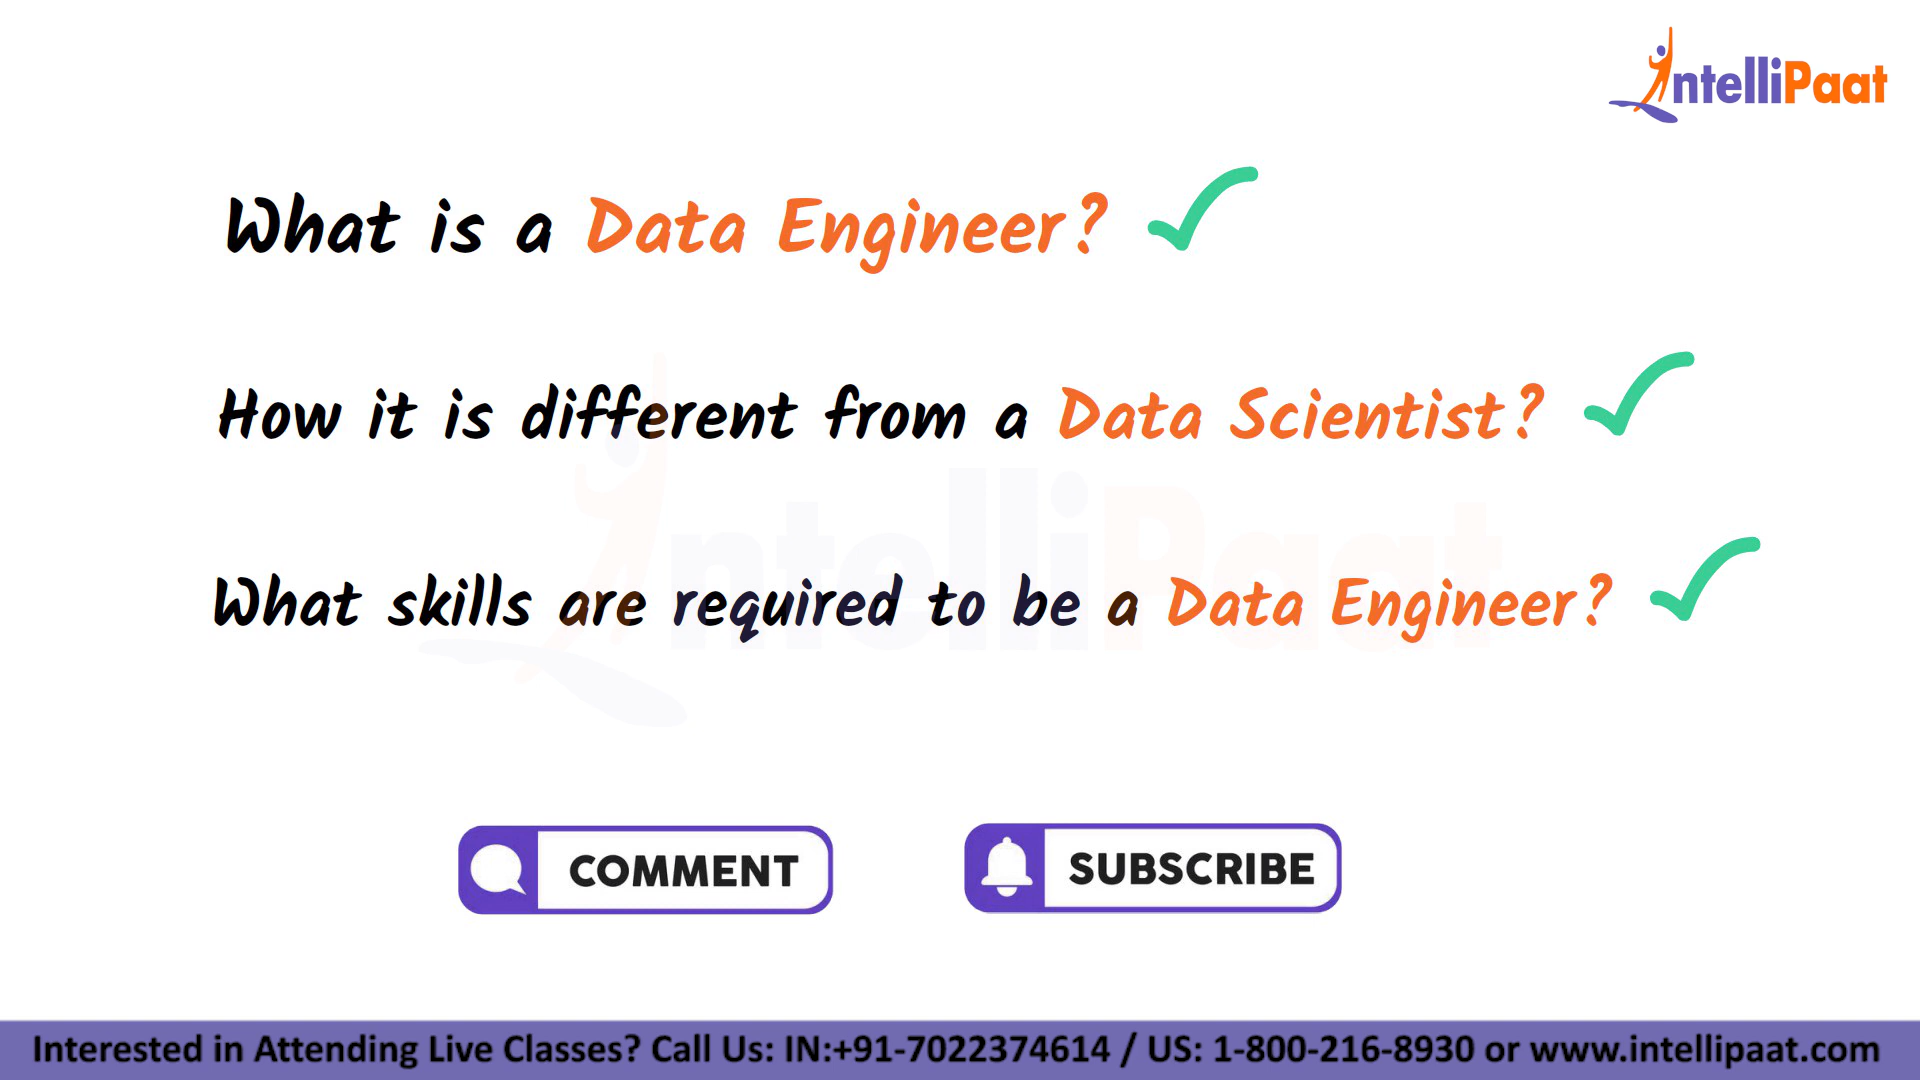 IntelliPaat
What is a Data Engineer?
How it is different from a Data Scientist?
What skills are required to be a Data Engineer?
IntelliPaat
COMMENT
SUBSCRIBE
Interested in Attending Live Classes? Call Us: IN:+91-7022374614 / US: 1-800-216-8930 or www.intellipaat.com